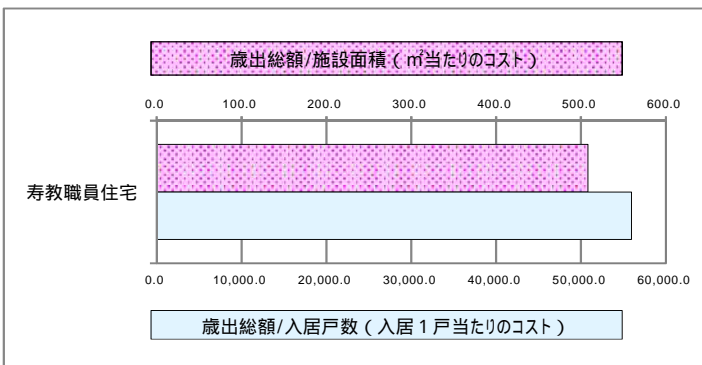 歳出総額/施設面積（㎡当たりのコスト）
0.0 100.0 200.0 300.0 400.0 500.0 600.0
寿教職員住宅
0.0 10,000.0 20,000.0 30,000.0 40,000.0 50,000.0 60,000.0
歳出総額/入居戸数（入居１戸当たりのコスト）